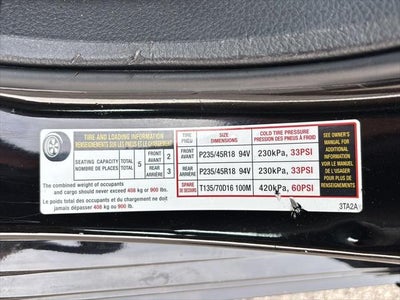 TIRE AND LOADING INFORMATION
RENSEIGNEMENTS SUR LES PNEUS ET LE CHARGEMENT
SEATING CAPACITY TOTAL 5 FRONT AVANT 2
NOMBRE DE PLACES TOTAL REAR ARRIÈRE 3
The combined weight of occupants
and cargo should never exceed 408 kg or 900 lbs.
Le poids total des occupants et du chargement ne doit
jamais dépasser 408 kg ou 900 lb.
TIRE PNEU SIZE DIMENSIONS COLD TIRE PRESSURE PRESSION DES PNEUS À FROID
FRONT AVANT P235/45R18 94V 230kPa, 33PSI
REAR ARRIÈRE P235/45R18 94V 230kPa, 33PSI
SPARE DE SECOURS T135/70D16 100M 420kPa, 60PSI
SEE OWNER'S
MANUAL FOR
ADDITIONAL
INFORMATION
VOIR LE MANUEL
DE L'USAGER
POUR PLUS DE
RENSEIGNEMENTS
3TA2A